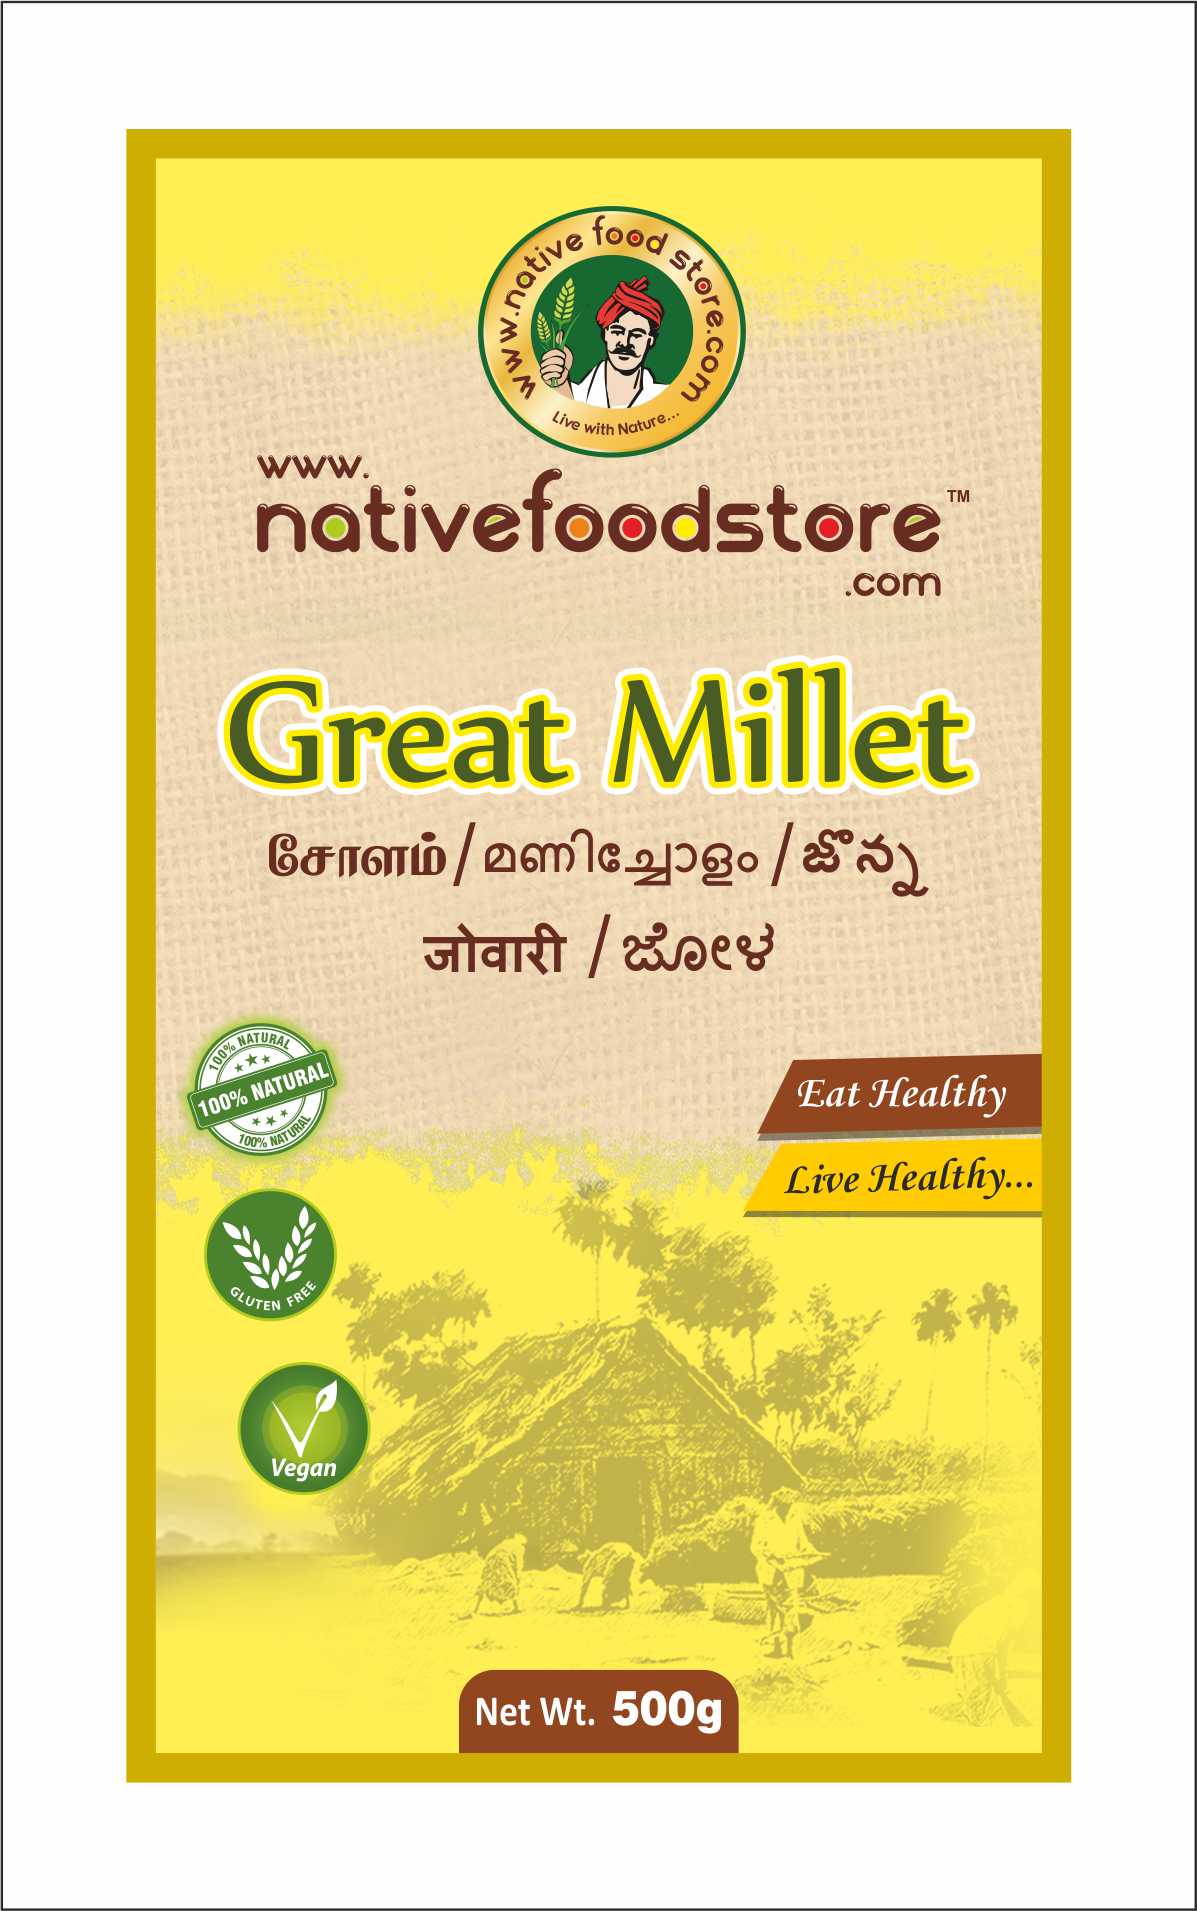 www.native food store.com
Live with Nature...
www.
nativefoodstore™
.com
Great Millet
சோளம் / മണിച്ചോളം / జొన్న
जोवारी / ಜೋಳ
100% NATURAL
100% NATURAL
100% NATURAL
Eat Healthy
Live Healthy...
GLUTEN FREE
Vegan
Net Wt. 500g